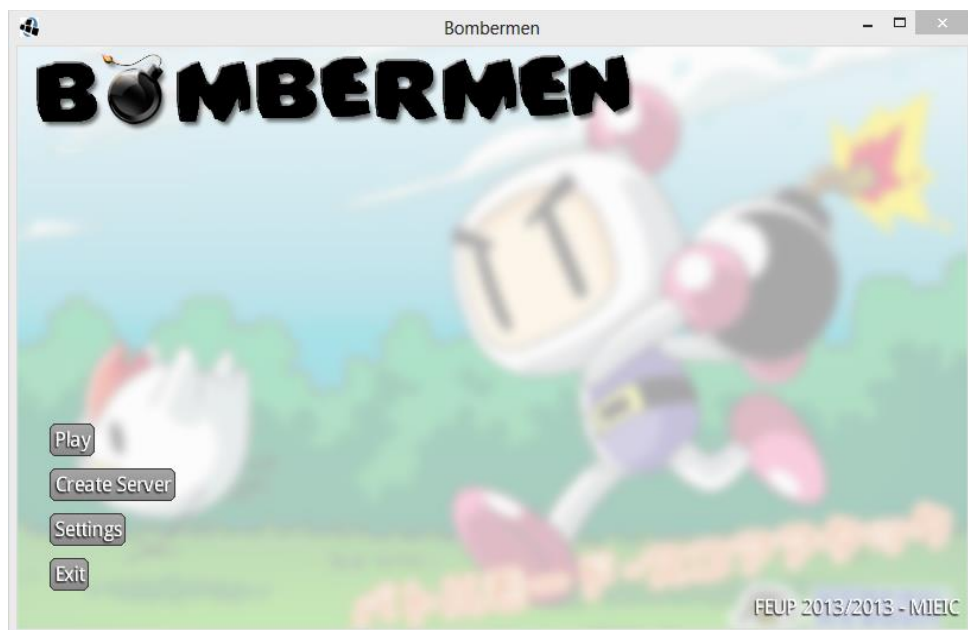 Bombermen
BOMBERMEN
Play
Create Server
Settings
Exit
FEUP 2013/2013 - MIEIC